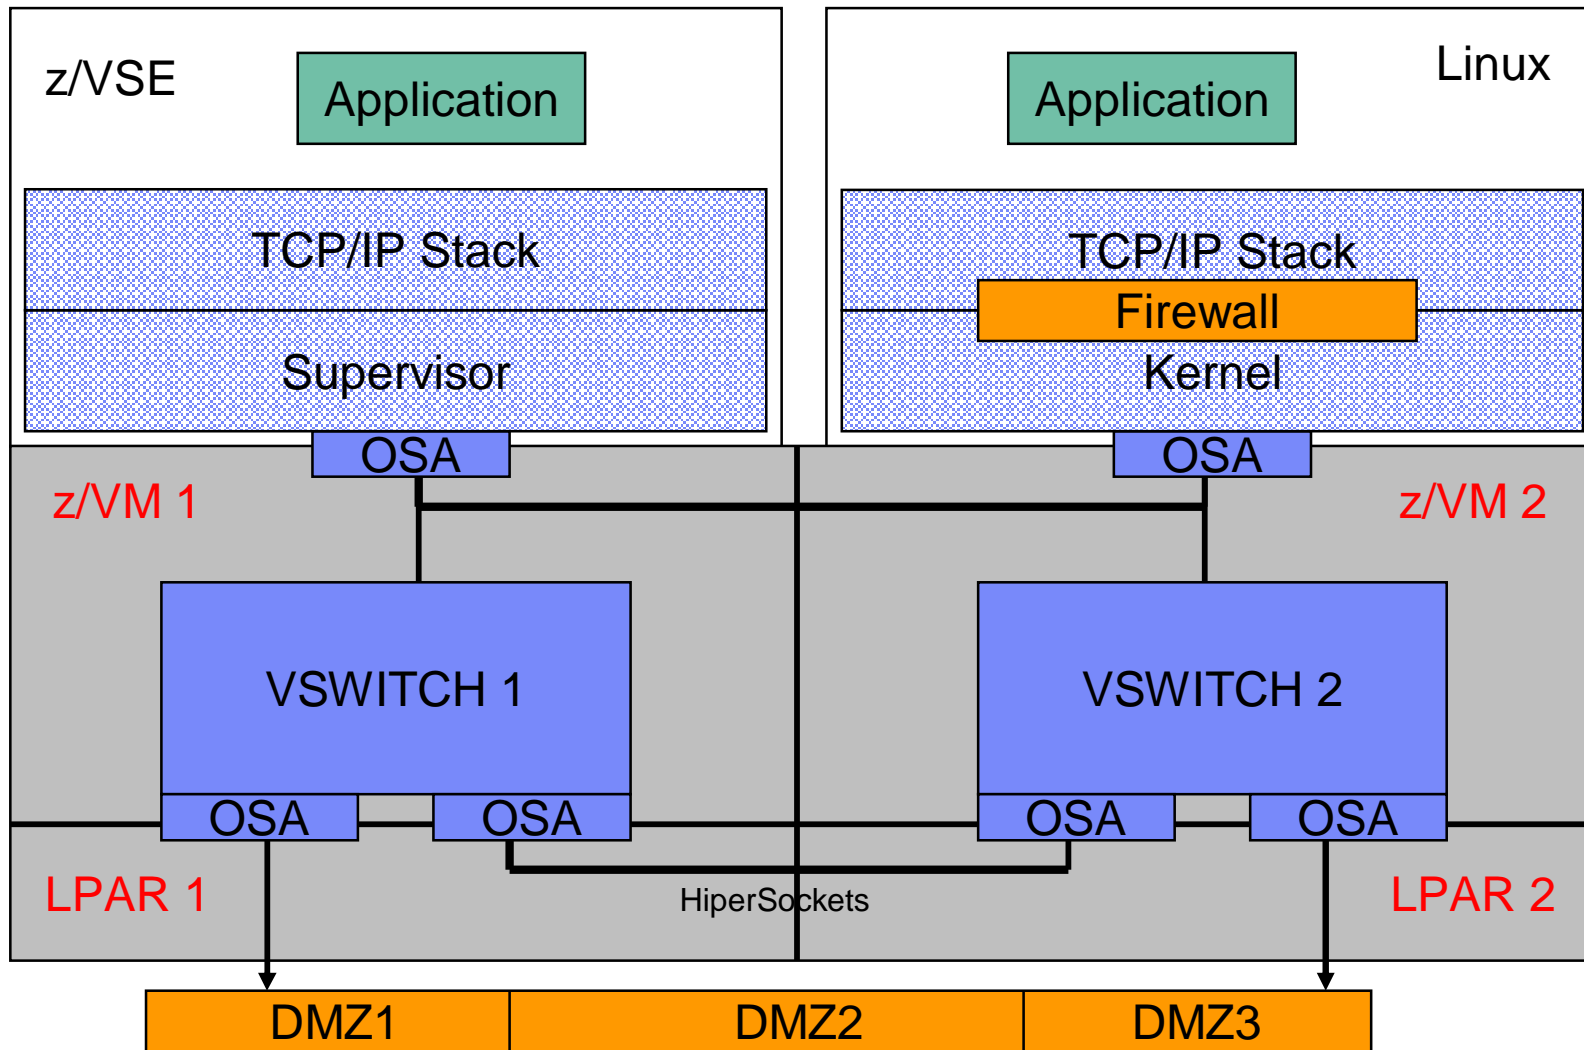 z/VSE
Application
TCP/IP Stack
Supervisor
OSA
Linux
Application
TCP/IP Stack
Firewall
Kernel
OSA
z/VM 1
z/VM 2
VSWITCH 1
VSWITCH 2
OSA
OSA
OSA
OSA
LPAR 1
HiperSockets
LPAR 2
DMZ1
DMZ2
DMZ3